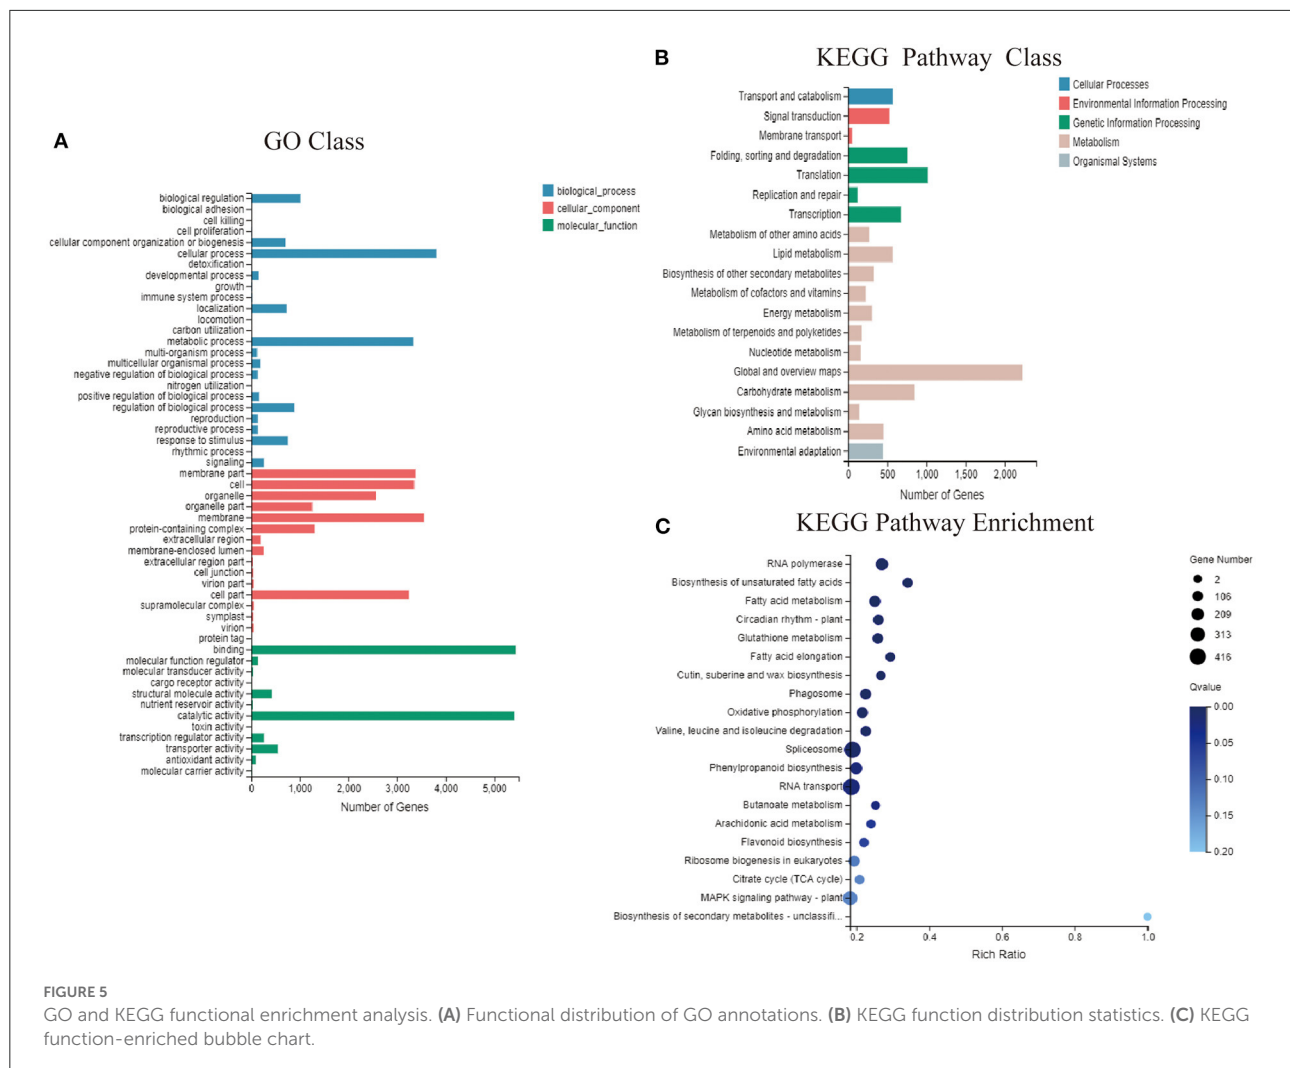 A
GO Class
biological regulation
biological adhesion
cell killing
cell proliferation
cellular component organization or biogenesis
cellular process
detoxification
developmental process
growth
immune system process
localization
locomotion
carbon utilization
metabolic process
multi-organism process
multicellular organismal process
negative regulation of biological process
nitrogen utilization
positive regulation of biological process
regulation of biological process
reproduction
reproductive process
response to stimulus
rhythmic process
signaling
membrane part
cell
organelle
organelle part
membrane
protein-containing complex
extracellular region
membrane-enclosed lumen
extracellular region part
cell junction
virion part
cell part
supramolecular complex
symplast
virion
protein tag
binding
molecular function regulator
molecular transducer activity
cargo receptor activity
structural molecule activity
nutrient reservoir activity
catalytic activity
toxin activity
transcription regulator activity
transporter activity
antioxidant activity
molecular carrier activity
0 1,000 2,000 3,000 4,000 5,000
Number of Genes
biological_process
cellular_component
molecular_function
B
KEGG Pathway Class
Transport and catabolism
Signal transduction
Membrane transport
Folding, sorting and degradation
Translation
Replication and repair
Transcription
Metabolism of other amino acids
Lipid metabolism
Biosynthesis of other secondary metabolites
Metabolism of cofactors and vitamins
Energy metabolism
Metabolism of terpenoids and polyketides
Nucleotide metabolism
Global and overview maps
Carbohydrate metabolism
Glycan biosynthesis and metabolism
Amino acid metabolism
Environmental adaptation
0 500 1,000 1,500 2,000
Number of Genes
Cellular Processes
Environmental Information Processing
Genetic Information Processing
Metabolism
Organismal Systems
C
KEGG Pathway Enrichment
RNA polymerase
Biosynthesis of unsaturated fatty acids
Fatty acid metabolism
Circadian rhythm - plant
Glutathione metabolism
Fatty acid elongation
Cutin, suberine and wax biosynthesis
Phagosome
Oxidative phosphorylation
Valine, leucine and isoleucine degradation
Spliceosome
Phenylpropanoid biosynthesis
RNA transport
Butanoate metabolism
Arachidonic acid metabolism
Flavonoid biosynthesis
Ribosome biogenesis in eukaryotes
Citrate cycle (TCA cycle)
MAPK signaling pathway - plant
Biosynthesis of secondary metabolites - unclassifi...
0.2 0.4 0.6 0.8 1.0
Rich Ratio
Gene Number
2
106
209
313
416
Qvalue
0.00
0.05
0.10
0.15
0.20
FIGURE 5
GO and KEGG functional enrichment analysis. (A) Functional distribution of GO annotations. (B) KEGG function distribution statistics. (C) KEGG
function-enriched bubble chart.